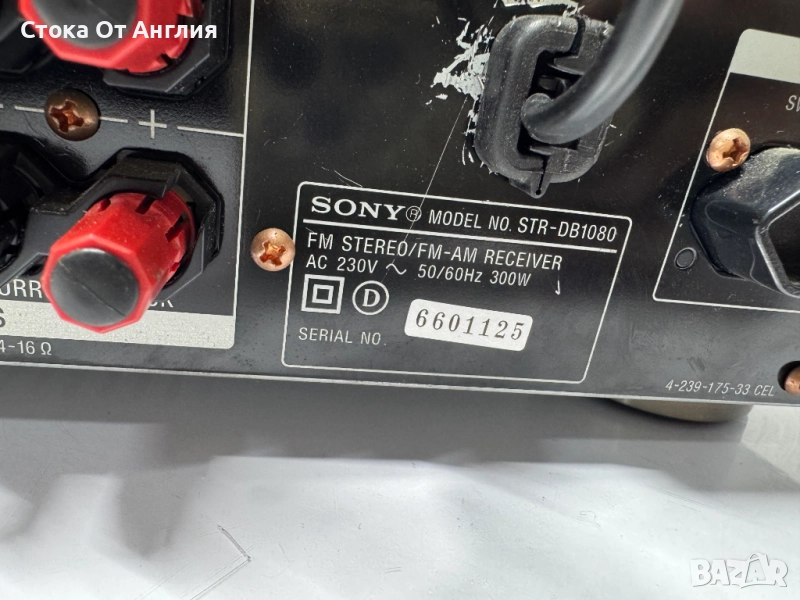 Стока От Англия
− +
SONY® MODEL NO. STR-DB1080
FM STEREO/FM-AM RECEIVER
AC 230V ~ 50/60Hz 300W
D
SERIAL NO. 6601125
4-16 Ω
4-239-175-33 CEL
BAZAR